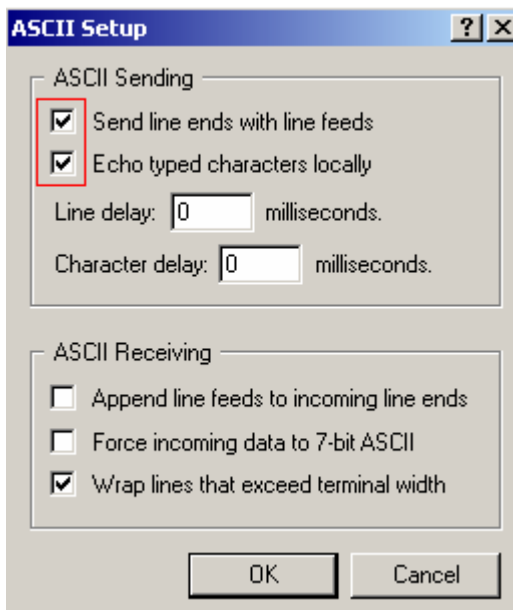 ASCII Setup
ASCII Sending
Send line ends with line feeds
Echo typed characters locally
Line delay: 0 milliseconds.
Character delay: 0 milliseconds.
ASCII Receiving
Append line feeds to incoming line ends
Force incoming data to 7-bit ASCII
Wrap lines that exceed terminal width
OK Cancel